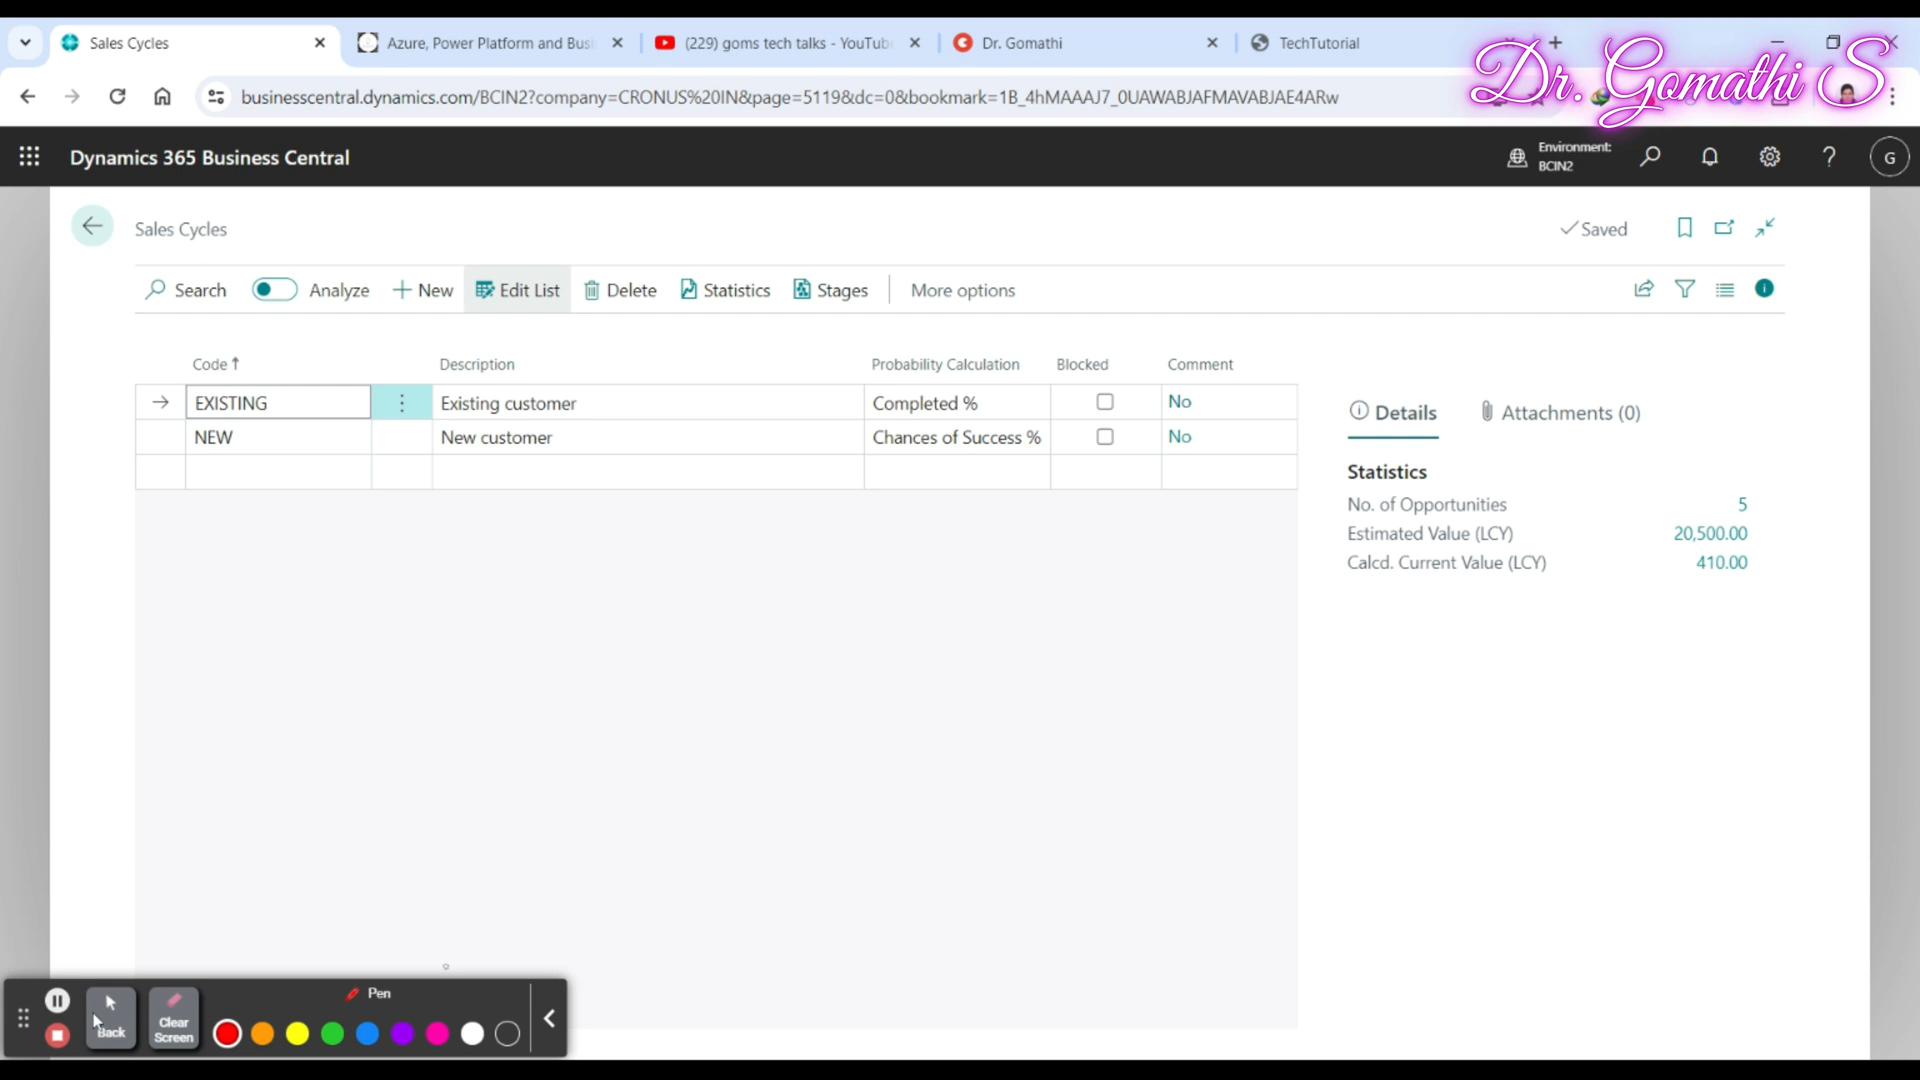 Sales Cycles
Azure, Power Platform and Busi
(229) goms tech talks - YouTube
Dr. Gomathi
TechTutorial
Dr. Gomathi S
businesscentral.dynamics.com/BCIN2?company=CRONUS%20IN&page=5119&dc=0&bookmark=1B_4hMAAAJ7_0UAWABJAFMAVABJAE4ARw
Dynamics 365 Business Central
Environment:
BCIN2
G
Sales Cycles
Saved
Search
Analyze
New
Edit List
Delete
Statistics
Stages
More options
Code
Description
Probability Calculation
Blocked
Comment
EXISTING
Existing customer
Completed %
No
NEW
New customer
Chances of Success %
No
Details
Attachments (0)
Statistics
No. of Opportunities 5
Estimated Value (LCY) 20,500.00
Calcd. Current Value (LCY) 410.00
Back
Clear
Screen
Pen